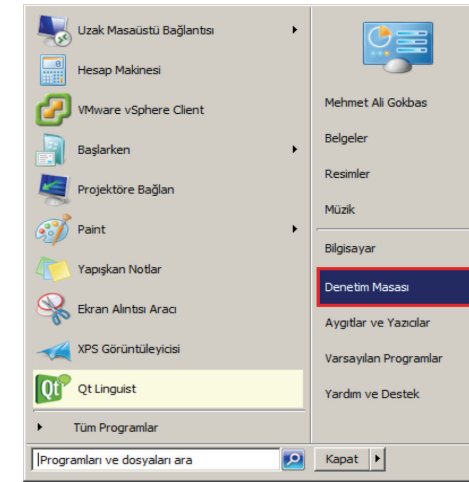 Uzak Masaüstü Bağlantısı
Hesap Makinesi
VMware vSphere Client
Başlarken
Projektöre Bağlan
Paint
Yapışkan Notlar
Ekran Alıntısı Aracı
XPS Görüntüleyicisi
Qt Qt Linguist
Tüm Programlar
Programları ve dosyaları ara
Mehmet Ali Gokbas
Belgeler
Resimler
Müzik
Bilgisayar
Denetim Masası
Aygıtlar ve Yazıcılar
Varsayılan Programlar
Yardım ve Destek
Kapat